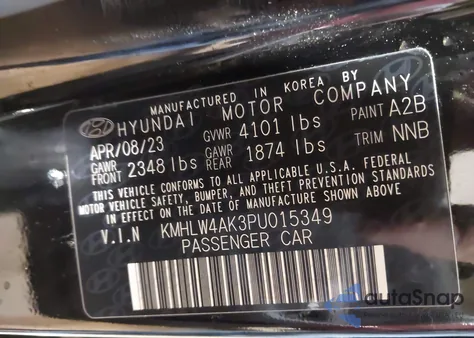 MANUFACTURED IN KOREA BY
HYUNDAI MOTOR COMPANY
APR/08/23 GVWR 4101 lbs PAINT A2B
GAWR FRONT 2348 lbs GAWR REAR 1874 lbs TRIM NNB
THIS VEHICLE CONFORMS TO ALL APPLICABLE U.S.A. FEDERAL
MOTOR VEHICLE SAFETY, BUMPER, AND THEFT PREVENTION STANDARDS
IN EFFECT ON THE DATE OF MANUFACTURE SHOWN ABOVE.
V.I.N KMHLW4AK3PU015349
PASSENGER CAR
autoSnap